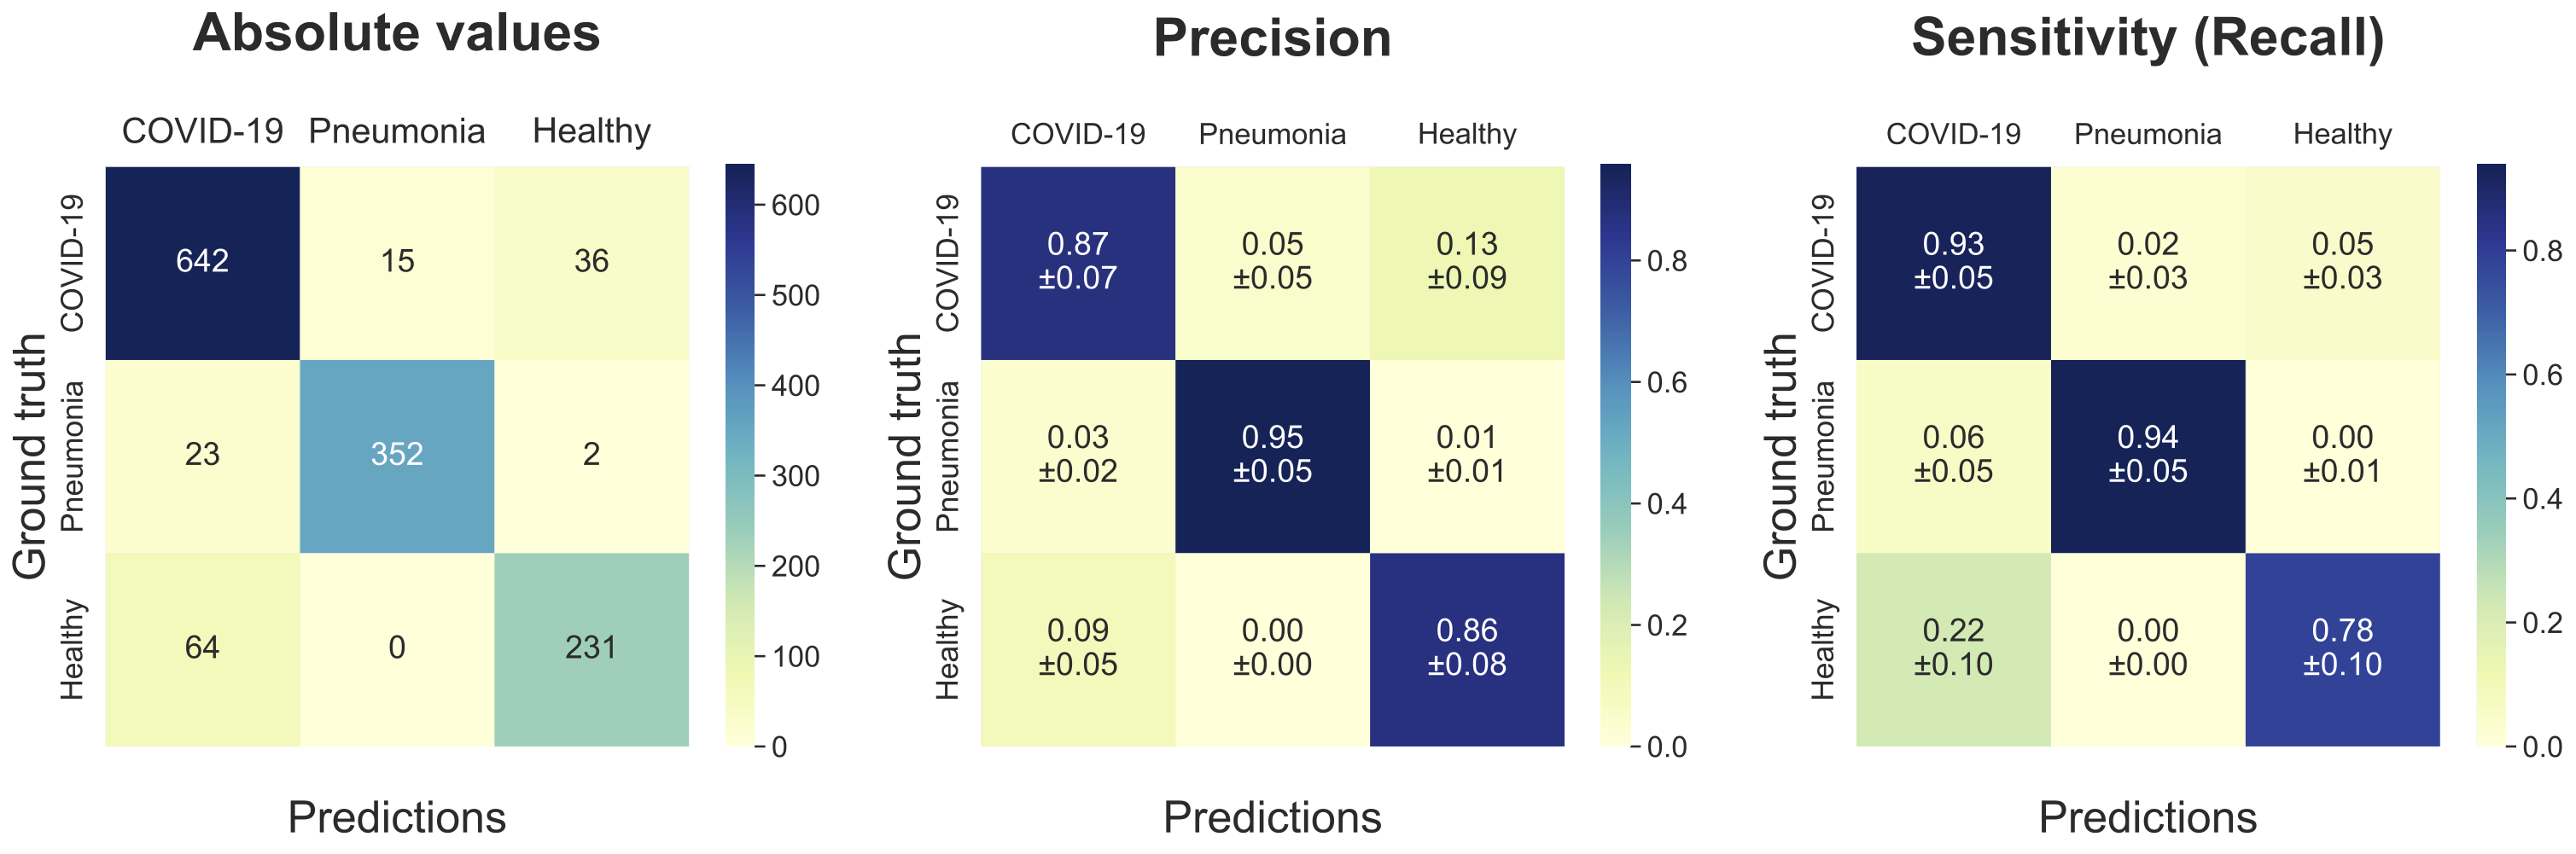 Absolute values
COVID-19 Pneumonia Healthy
Ground truth
COVID-19
Pneumonia
Healthy
642 15 36
23 352 2
64 0 231
600
500
400
300
200
100
0
Predictions
Precision
COVID-19 Pneumonia Healthy
Ground truth
COVID-19
Pneumonia
Healthy
0.87 0.05 0.13
±0.07 ±0.05 ±0.09
0.03 0.95 0.01
±0.02 ±0.05 ±0.01
0.09 0.00 0.86
±0.05 ±0.00 ±0.08
0.8
0.6
0.4
0.2
0.0
Predictions
Sensitivity (Recall)
COVID-19 Pneumonia Healthy
Ground truth
COVID-19
Pneumonia
Healthy
0.93 0.02 0.05
±0.05 ±0.03 ±0.03
0.06 0.94 0.00
±0.05 ±0.05 ±0.01
0.22 0.00 0.78
±0.10 ±0.00 ±0.10
0.8
0.6
0.4
0.2
0.0
Predictions